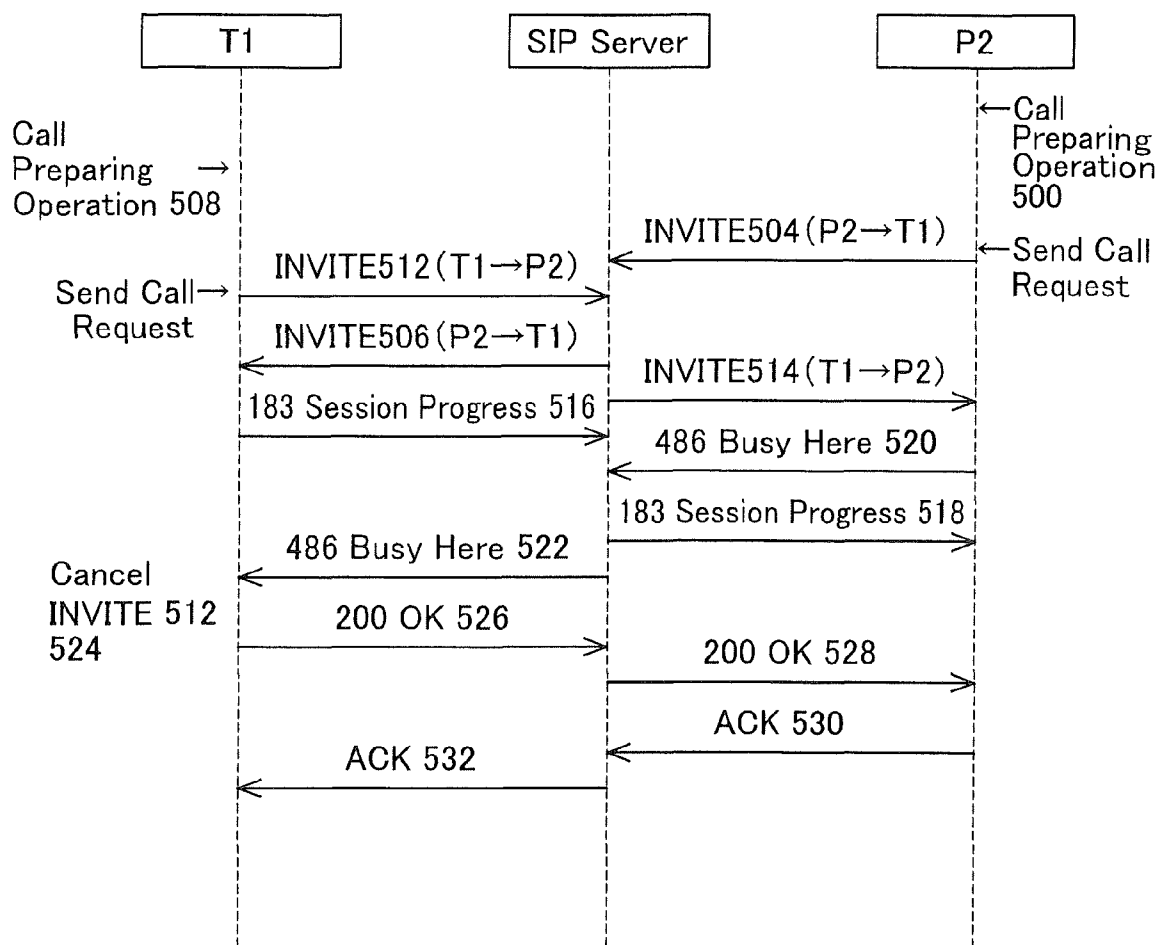 T1
SIP Server
P2
←Call
Preparing
Operation
500
Call
Preparing →
Operation 508
INVITE504(P2→T1)
←Send Call
Request
INVITE512(T1→P2)
Send Call→
Request
INVITE506(P2→T1)
INVITE514(T1→P2)
183 Session Progress 516
486 Busy Here 520
183 Session Progress 518
486 Busy Here 522
Cancel
INVITE 512
524
200 OK 526
200 OK 528
ACK 530
ACK 532